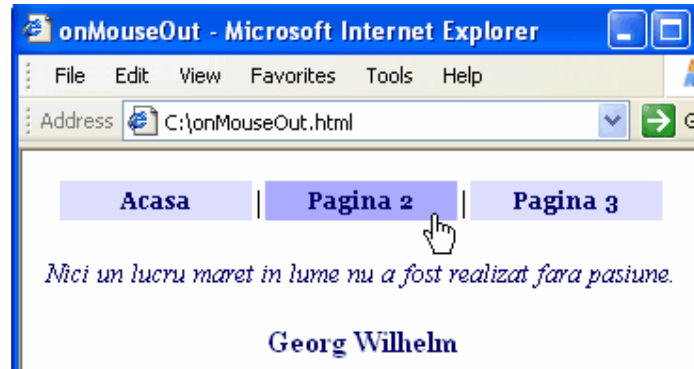 onMouseOut - Microsoft Internet Explorer
File Edit View Favorites Tools Help
Address C:\onMouseOut.html G
Acasa | Pagina 2 | Pagina 3
Nici un lucru maret in lume nu a fost realizat fara pasiune.
Georg Wilhelm